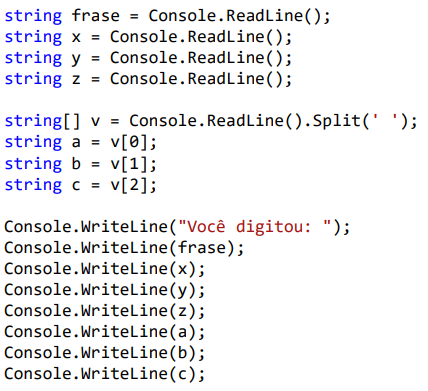 string frase = Console.ReadLine();
string x = Console.ReadLine();
string y = Console.ReadLine();
string z = Console.ReadLine();

string[] v = Console.ReadLine().Split(' ');
string a = v[0];
string b = v[1];
string c = v[2];

Console.WriteLine("Você digitou: ");
Console.WriteLine(frase);
Console.WriteLine(x);
Console.WriteLine(y);
Console.WriteLine(z);
Console.WriteLine(a);
Console.WriteLine(b);
Console.WriteLine(c);